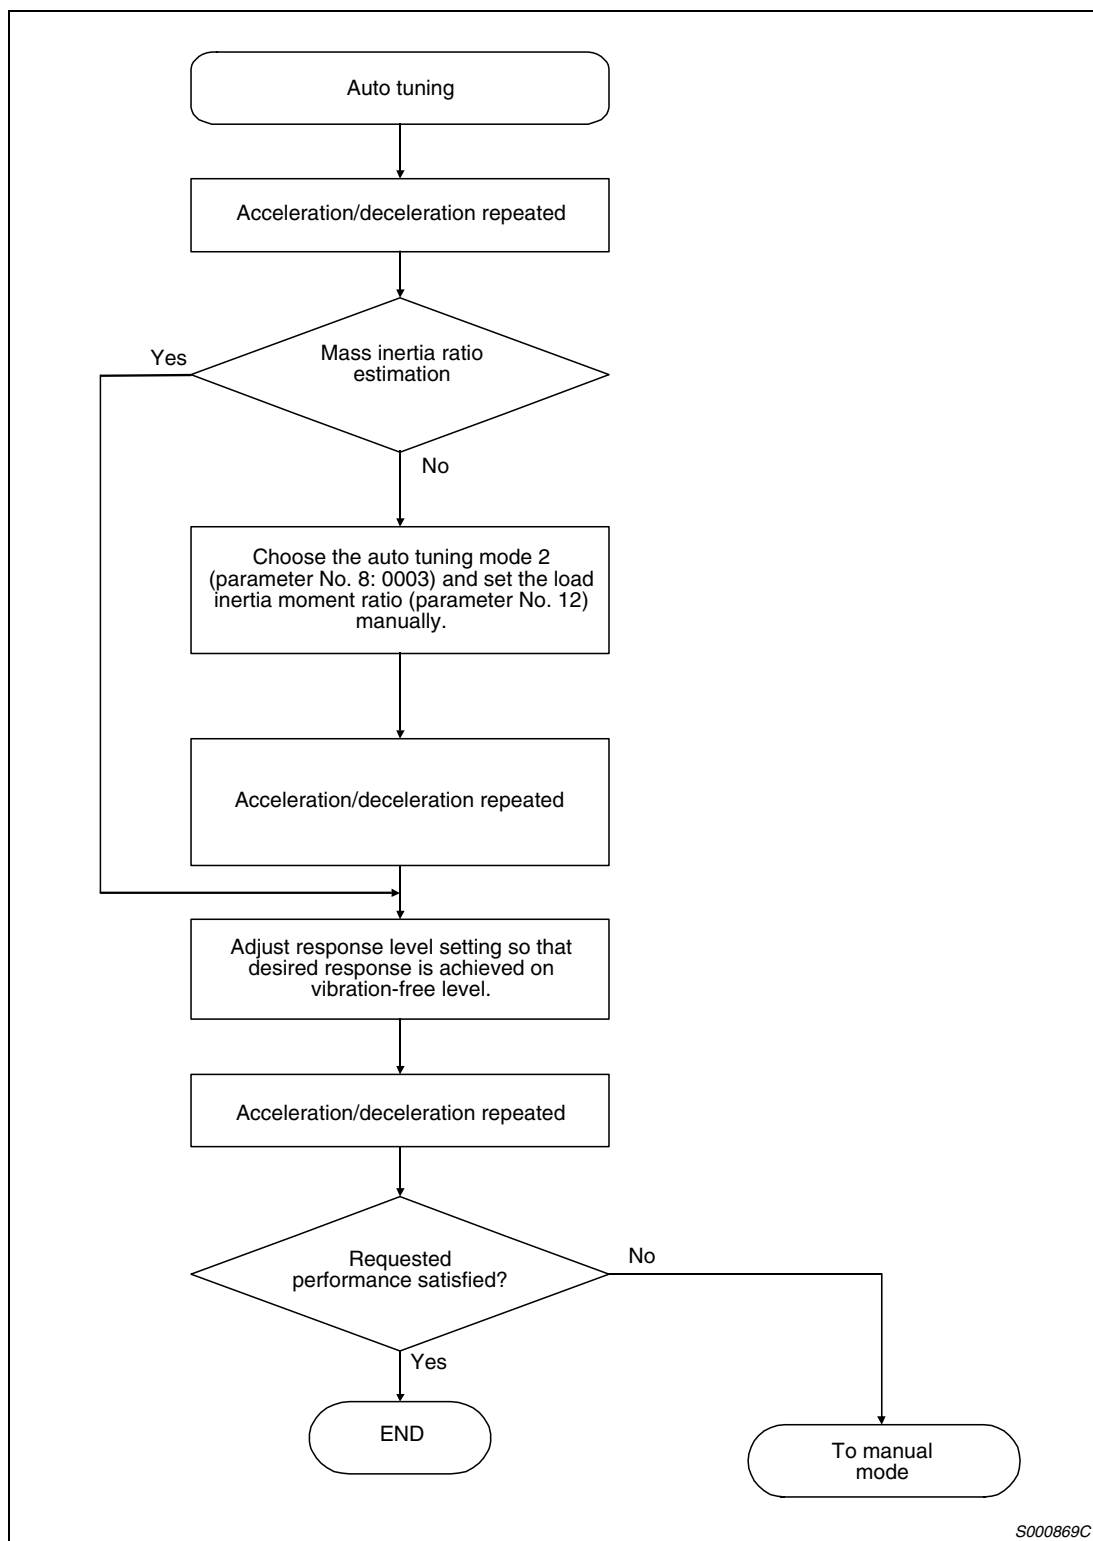 Auto tuning
Acceleration/deceleration repeated
Yes
Mass inertia ratio
estimation
No
Choose the auto tuning mode 2
(parameter No. 8: 0003) and set the load
inertia moment ratio (parameter No. 12)
manually.
Acceleration/deceleration repeated
Adjust response level setting so that
desired response is achieved on
vibration-free level.
Acceleration/deceleration repeated
Requested
performance satisfied?
No
Yes
END
To manual
mode
S000869C